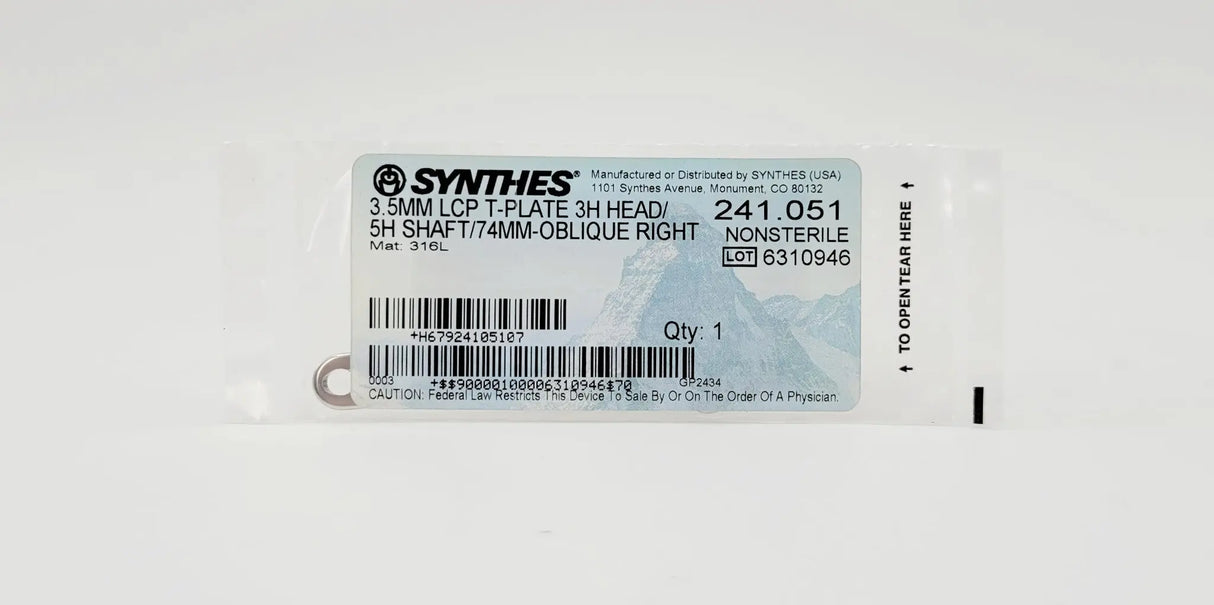 SYNTHES®
Manufactured or Distributed by SYNTHES (USA)
1101 Synthes Avenue, Monument, CO 80132
3.5MM LCP T-PLATE 3H HEAD/
5H SHAFT/74MM-OBLIQUE RIGHT
Mat: 316L
241.051
NONSTERILE
LOT 6310946
Qty: 1
+H67924105107
0003
+$$90000100006310946$70
GP2434
CAUTION: Federal Law Restricts This Device To Sale By Or On The Order Of A Physician.
TO OPEN TEAR HERE